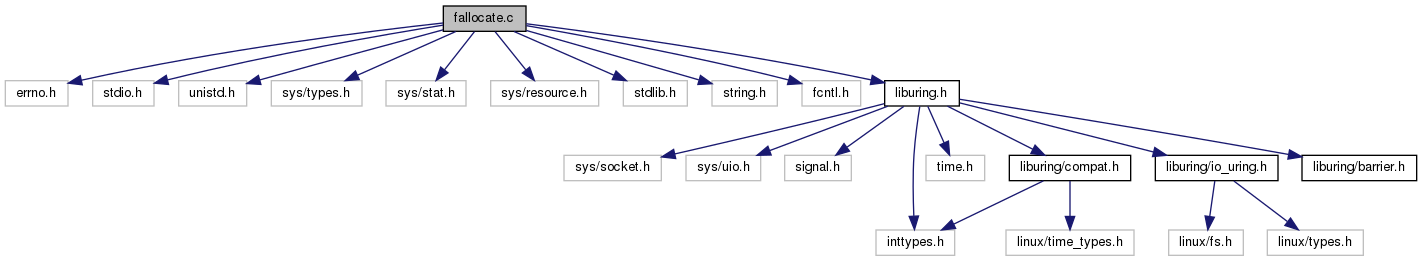 fallocate.c
errno.h
stdio.h
unistd.h
sys/types.h
sys/stat.h
sys/resource.h
stdlib.h
string.h
fcntl.h
liburing.h
sys/socket.h
sys/uio.h
signal.h
time.h
liburing/compat.h
liburing/io_uring.h
liburing/barrier.h
inttypes.h
linux/time_types.h
linux/fs.h
linux/types.h